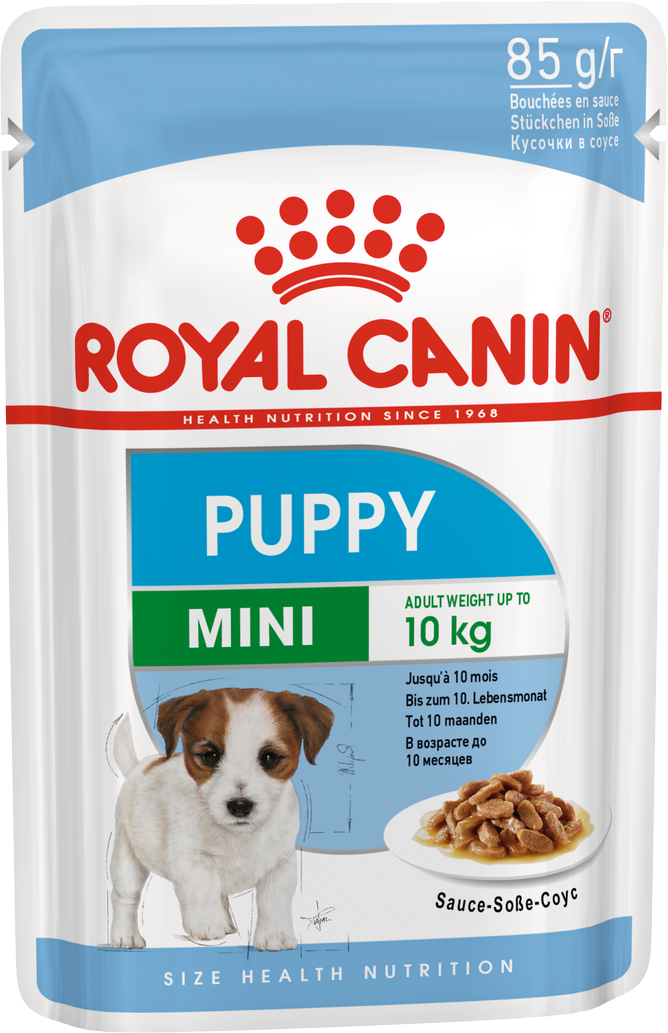 85 g/г
Bouchées en sauce
Stückchen in Soße
Кусочки в соусе
ROYAL CANIN®
HEALTH NUTRITION SINCE 1968
PUPPY
MINI
ADULT WEIGHT UP TO
10 kg
Jusqu'à 10 mois
Bis zum 10. Lebensmonat
Tot 10 maanden
В возрасте до
10 месяцев
Sauce-Soße-Соус
SIZE HEALTH NUTRITION